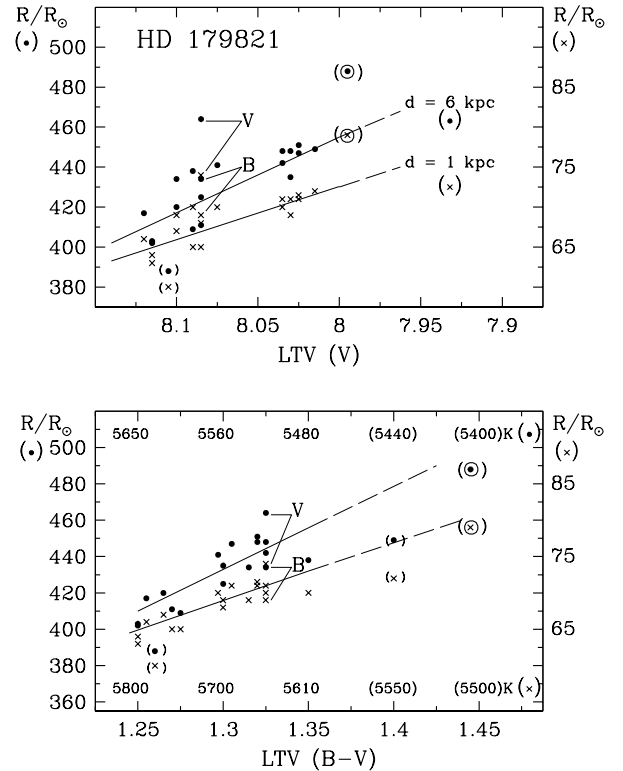 R/R⊙ R/R⊙
(•) HD 179821 (×)
500
480 (•) 85
V d = 6 kpc
460 (×) (•)
B d = 1 kpc
440 75
(×)
420
400 65
(•)
380 (×)
8.1 8.05 8 7.95 7.9
LTV (V)
R/R⊙ R/R⊙
5650 5560 5480 (5440) (5400)K (•)
(•) (×)
500
480 (•) 85
V
460 (×)
(•)
440 B 75
(×)
420
400 65
(•)
380 (×)
5800 5700 5610 (5550) (5500)K (×)
360
1.25 1.3 1.35 1.4 1.45
LTV (B−V)